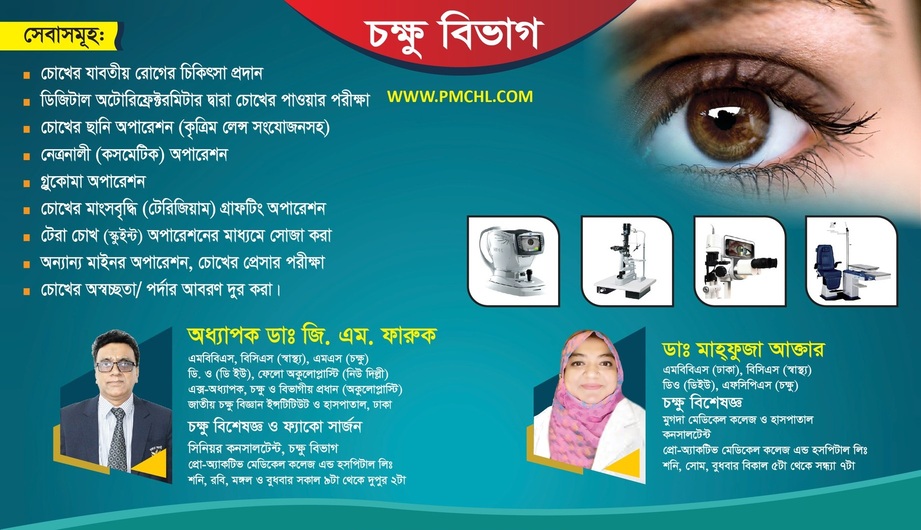 চক্ষু বিভাগ
সেবাসমূহ:
WWW.PMCHL.COM
▪ চোখের যাবতীয় রোগের চিকিৎসা প্রদান
▪ ডিজিটাল অটোরিফ্রেক্টরমিটার দ্বারা চোখের পাওয়ার পরীক্ষা
▪ চোখের ছানি অপারেশন (কৃত্রিম লেন্স সংযোজনসহ)
▪ নেত্রনালী (কসমেটিক) অপারেশন
▪ গ্লুকোমা অপারেশন
▪ চোখের মাংসবৃদ্ধি (টেরিজিয়াম) গ্রাফটিং অপারেশন
▪ টেরা চোখ (স্কুইন্ট) অপারেশনের মাধ্যমে সোজা করা
▪ অন্যান্য মাইনর অপারেশন, চোখের প্রেসার পরীক্ষা
▪ চোখের অস্বচ্ছতা/ পর্দার আবরণ দুর করা।
অধ্যাপক ডাঃ জি. এম. ফারুক
এমবিবিএস, বিসিএস (স্বাস্থ্য), এমএস (চক্ষু)
ডি. ও (ডি ইউ), ফেলো অকুলোপ্লাস্টি (নিউ দিল্লী)
এক্স-অধ্যাপক, চক্ষু ও বিভাগীয় প্রধান (অকুলোপ্লাস্টি)
জাতীয় চক্ষু বিজ্ঞান ইন্সটিটিউট ও হাসপাতাল, ঢাকা
চক্ষু বিশেষজ্ঞ ও ফ্যাকো সার্জন
সিনিয়র কনসালটেন্ট, চক্ষু বিভাগ
প্রো-অ্যাকটিভ মেডিকেল কলেজ এন্ড হসপিটাল লিঃ
শনি, রবি, মঙ্গল ও বুধবার সকাল ৯টা থেকে দুপুর ২টা
ডাঃ মাহ্ফুজা আক্তার
এমবিবিএস (ঢাকা), বিসিএস (স্বাস্থ্য)
ডিও (ডিইউ), এফসিপিএস (চক্ষু)
চক্ষু বিশেষজ্ঞ
মুগদা মেডিকেল কলেজ ও হাসপাতাল
কনসালটেন্ট
প্রো-অ্যাকটিভ মেডিকেল কলেজ এন্ড হসপিটাল লিঃ
শনি, সোম, বুধবার বিকাল ৫টা থেকে সন্ধ্যা ৭টা